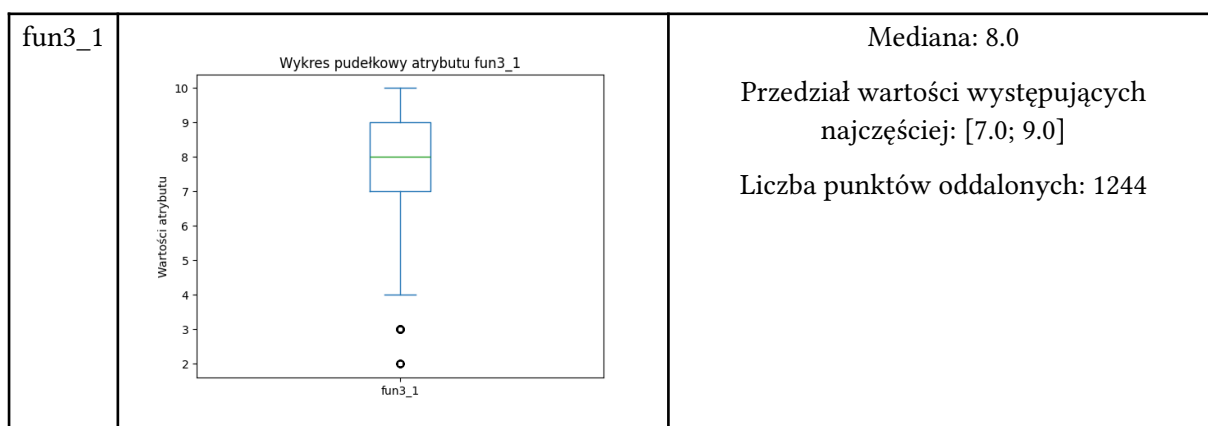 fun3_1
Wykres pudełkowy atrybutu fun3_1
10
9
8
7
6
5
4
3
2
Wartości atrybutu
fun3_1
Mediana: 8.0
Przedział wartości występujących
najczęściej: [7.0; 9.0]
Liczba punktów oddalonych: 1244